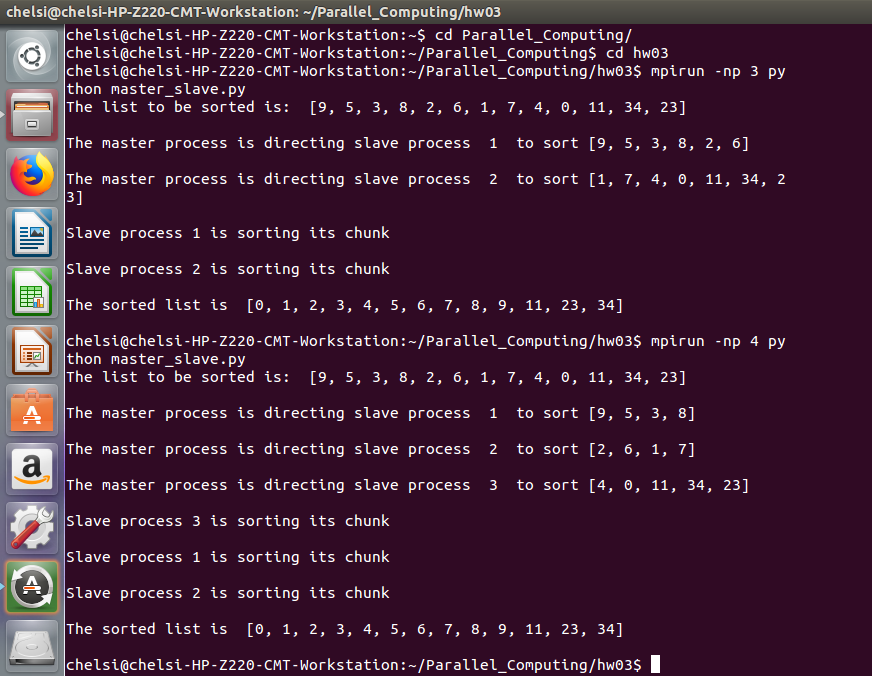 chelsi@chelsi-HP-Z220-CMT-Workstation: ~/Parallel_Computing/hw03
chelsi@chelsi-HP-Z220-CMT-Workstation:~$ cd Parallel_Computing/
chelsi@chelsi-HP-Z220-CMT-Workstation:~/Parallel_Computing$ cd hw03
chelsi@chelsi-HP-Z220-CMT-Workstation:~/Parallel_Computing/hw03$ mpirun -np 3 py
thon master_slave.py
The list to be sorted is:  [9, 5, 3, 8, 2, 6, 1, 7, 4, 0, 11, 34, 23]
The master process is directing slave process  1  to sort [9, 5, 3, 8, 2, 6]
The master process is directing slave process  2  to sort [1, 7, 4, 0, 11, 34, 2
3]
Slave process 1 is sorting its chunk
Slave process 2 is sorting its chunk
The sorted list is  [0, 1, 2, 3, 4, 5, 6, 7, 8, 9, 11, 23, 34]
chelsi@chelsi-HP-Z220-CMT-Workstation:~/Parallel_Computing/hw03$ mpirun -np 4 py
thon master_slave.py
The list to be sorted is:  [9, 5, 3, 8, 2, 6, 1, 7, 4, 0, 11, 34, 23]
The master process is directing slave process  1  to sort [9, 5, 3, 8]
The master process is directing slave process  2  to sort [2, 6, 1, 7]
The master process is directing slave process  3  to sort [4, 0, 11, 34, 23]
Slave process 3 is sorting its chunk
Slave process 1 is sorting its chunk
Slave process 2 is sorting its chunk
The sorted list is  [0, 1, 2, 3, 4, 5, 6, 7, 8, 9, 11, 23, 34]
chelsi@chelsi-HP-Z220-CMT-Workstation:~/Parallel_Computing/hw03$